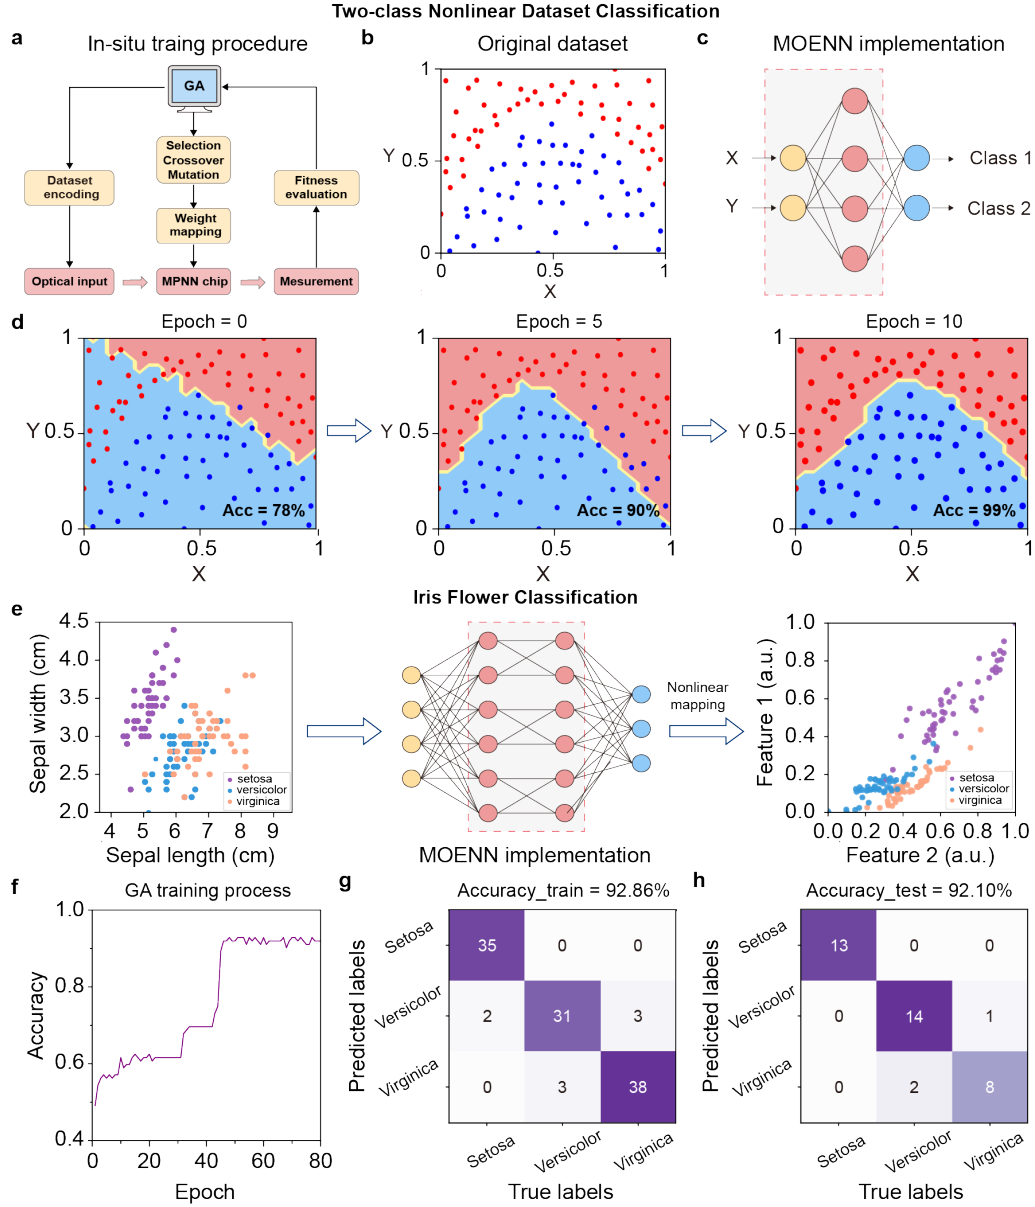 Two-class Nonlinear Dataset Classification
a
In-situ traing procedure
GA
Selection
Crossover
Mutation
Dataset
encoding
Fitness
evaluation
Weight
mapping
Optical input
MPNN chip
Mesurement
b
Original dataset
1
Y
0.5
0
0
0.5
1
X
c
MOENN implementation
X
Y
Class 1
Class 2
d
Epoch = 0
1
Y 0.5
0
Acc = 78%
0
0.5
1
X
Epoch = 5
1
Y 0.5
0
Acc = 90%
0
0.5
1
X
Epoch = 10
1
Y 0.5
0
Acc = 99%
0
0.5
1
X
Iris Flower Classification
e
Sepal width (cm)
4.5
4.0
3.5
3.0
2.5
2.0
setosa
versicolor
virginica
4 5 6 7 8 9
Sepal length (cm)
MOENN implementation
Nonlinear
mapping
Feature 1 (a.u.)
1.0
0.8
0.6
0.4
0.2
0.0
setosa
versicolor
virginica
0.0 0.2 0.4 0.6 0.8 1.0
Feature 2 (a.u.)
f
GA training process
Accuracy
1.0
0.8
0.6
0.4
0 20 40 60 80
Epoch
g
Accuracy_train = 92.86%
Predicted labels
Setosa
Versicolor
Virginica
35 0 0
2 31 3
0 3 38
Setosa
Versicolor
Virginica
True labels
h
Accuracy_test = 92.10%
Predicted labels
Setosa
Versicolor
Virginica
13 0 0
0 14 1
0 2 8
Setosa
Versicolor
Virginica
True labels